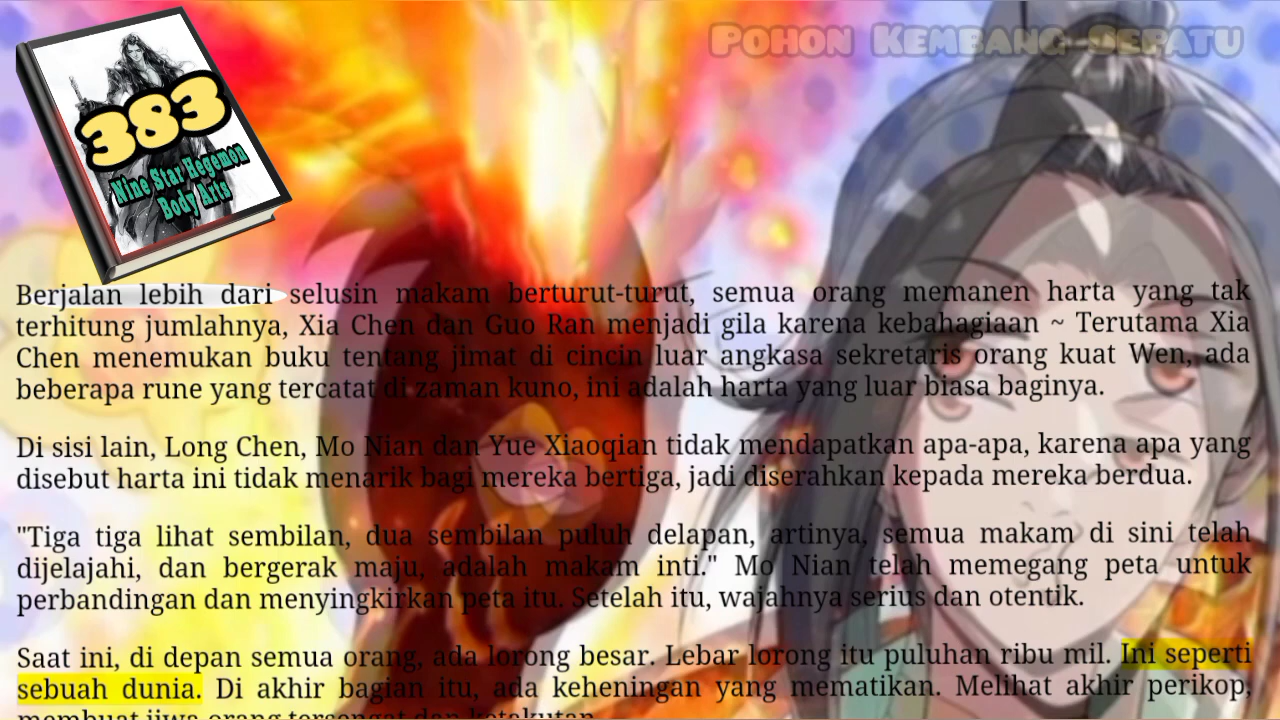 Pohon Kembang Sepatu
383
Nine Star Hegemon
Body Arts
Berjalan lebih dari selusin makam berturut-turut, semua orang memanen harta yang tak
terhitung jumlahnya, Xia Chen dan Guo Ran menjadi gila karena kebahagiaan ~ Terutama Xia
Chen menemukan buku tentang jimat di cincin luar angkasa sekretaris orang kuat Wen, ada
beberapa rune yang tercatat di zaman kuno, ini adalah harta yang luar biasa baginya.
Di sisi lain, Long Chen, Mo Nian dan Yue Xiaoqian tidak mendapatkan apa-apa, karena apa yang
disebut harta ini tidak menarik bagi mereka bertiga, jadi diserahkan kepada mereka berdua.
"Tiga tiga lihat sembilan, dua sembilan puluh delapan, artinya, semua makam di sini telah
dijelajahi, dan bergerak maju, adalah makam inti." Mo Nian telah memegang peta untuk
perbandingan dan menyingkirkan peta itu. Setelah itu, wajahnya serius dan otentik.
Saat ini, di depan semua orang, ada lorong besar. Lebar lorong itu puluhan ribu mil. Ini seperti
sebuah dunia. Di akhir bagian itu, ada keheningan yang mematikan. Melihat akhir perikop,
membuat jiwa orang tersengat dan ketakutan.